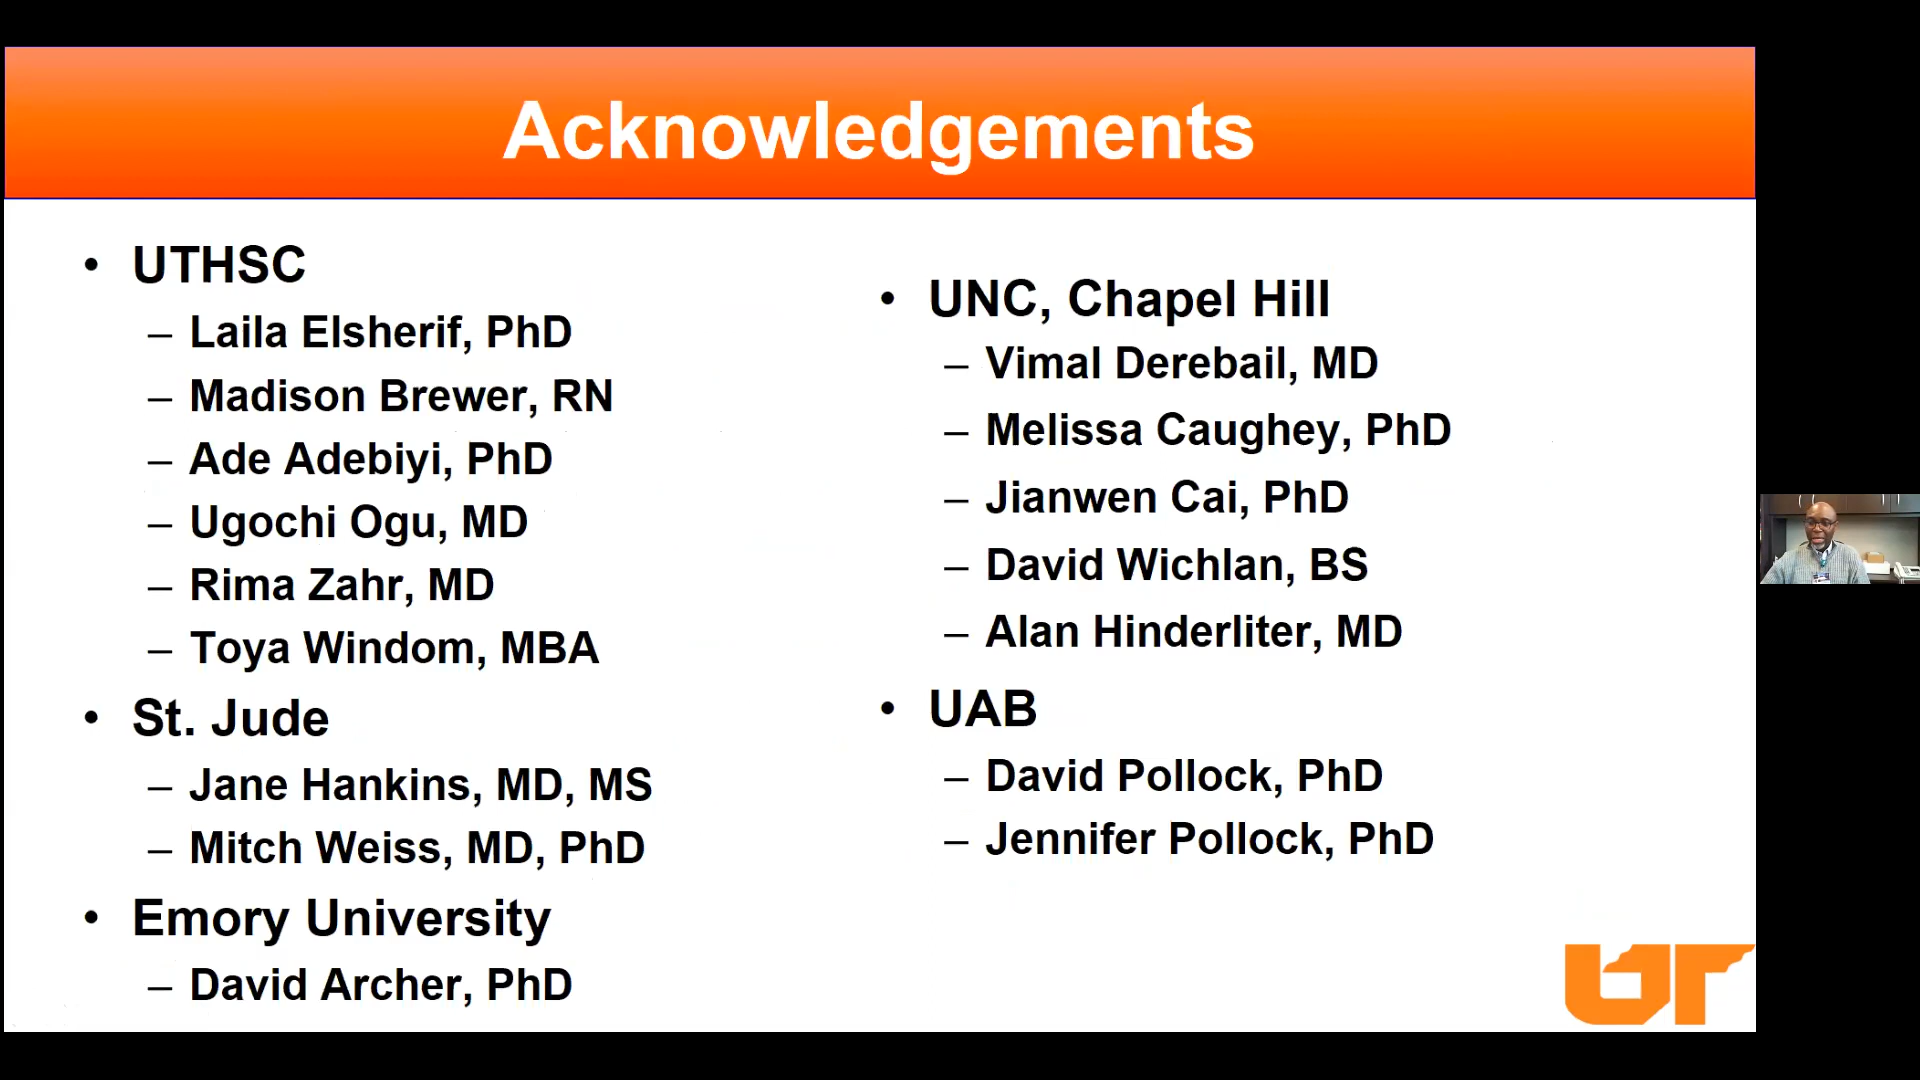 Acknowledgements
• UTHSC
– Laila Elsherif, PhD
– Madison Brewer, RN
– Ade Adebiyi, PhD
– Ugochi Ogu, MD
– Rima Zahr, MD
– Toya Windom, MBA
• St. Jude
– Jane Hankins, MD, MS
– Mitch Weiss, MD, PhD
• Emory University
– David Archer, PhD
• UNC, Chapel Hill
– Vimal Derebail, MD
– Melissa Caughey, PhD
– Jianwen Cai, PhD
– David Wichlan, BS
– Alan Hinderliter, MD
• UAB
– David Pollock, PhD
– Jennifer Pollock, PhD
UT